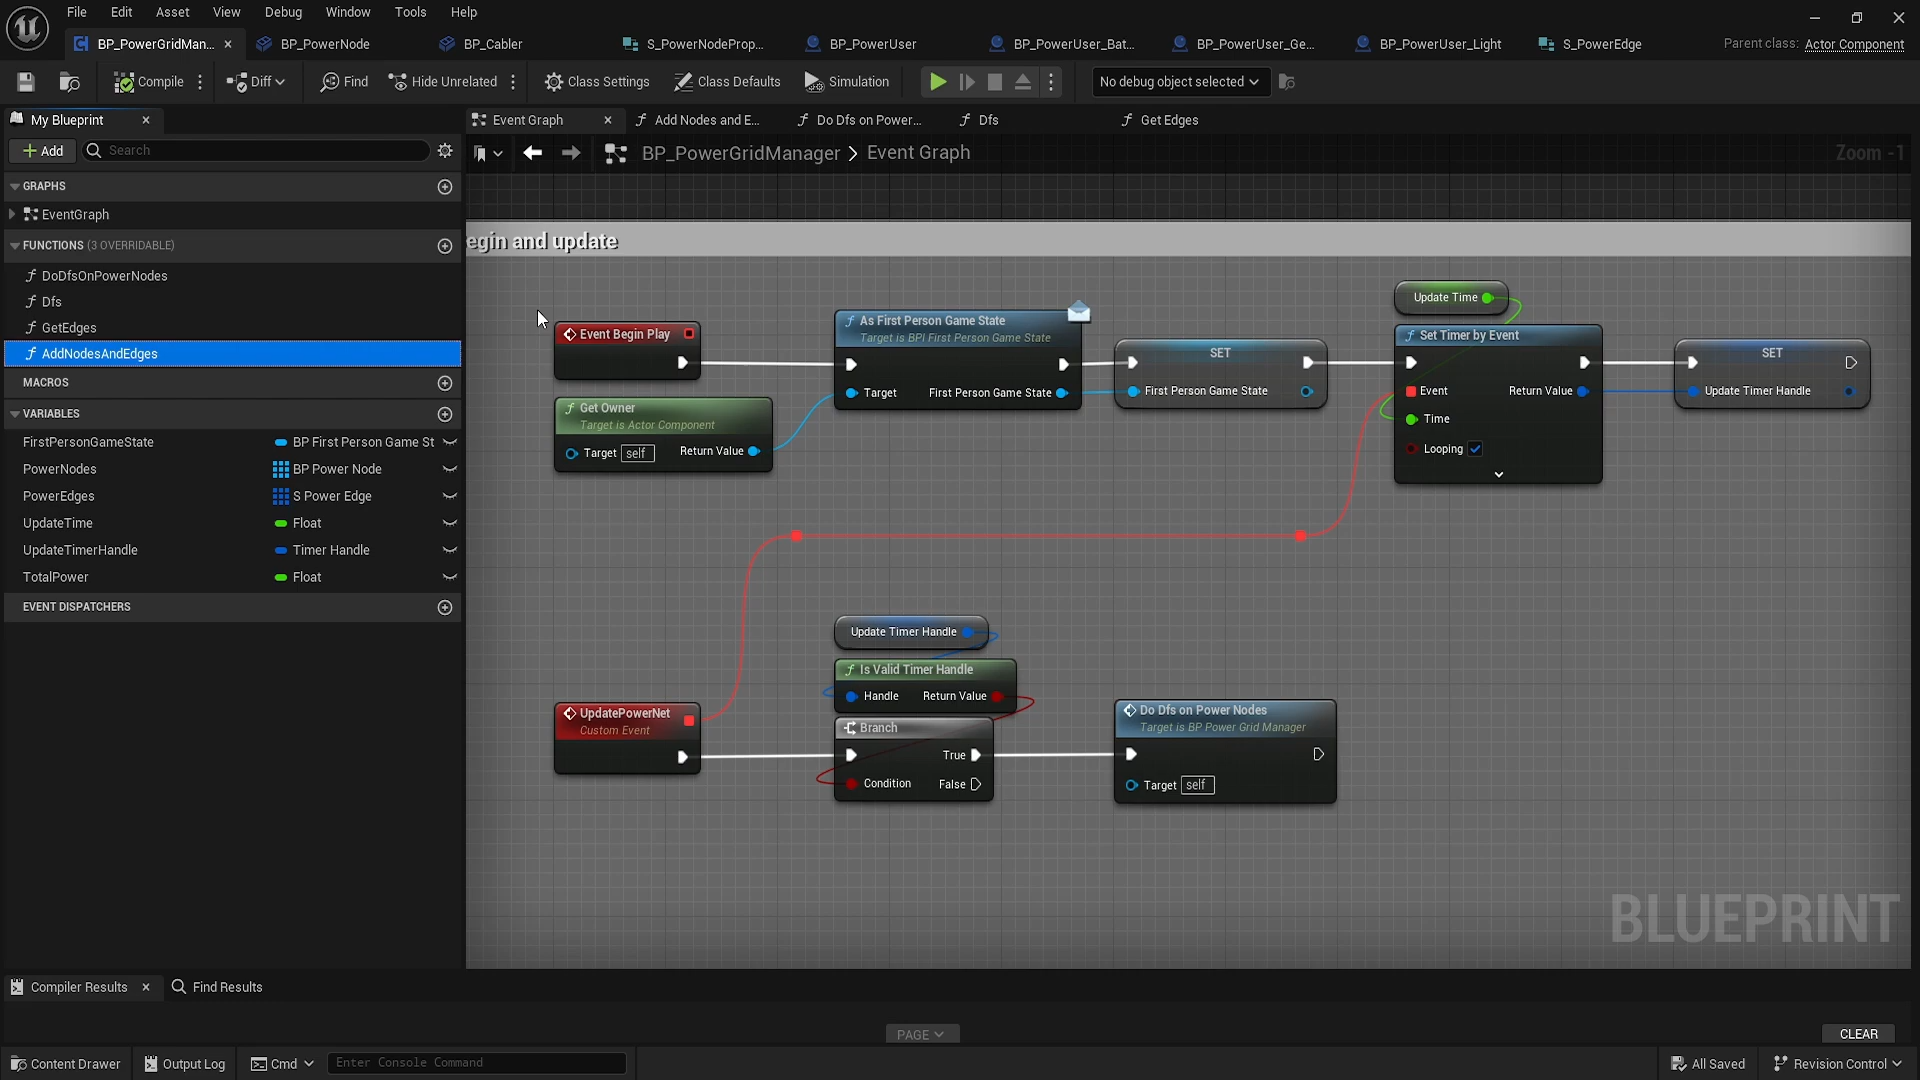 File Edit Asset View Debug Window Tools Help
BP_PowerGridMan... BP_PowerNode BP_Cabler S_PowerNodeProp... BP_PowerUser BP_PowerUser_Bat... BP_PowerUser_Ge... BP_PowerUser_Light S_PowerEdge Parent class: Actor Component
Compile Diff Find Hide Unrelated Class Settings Class Defaults Simulation No debug object selected
My Blueprint
Event Graph Add Nodes and E... Do Dfs on Power... Dfs Get Edges
Add Search
BP_PowerGridManager > Event Graph Zoom -1
GRAPHS
EventGraph
FUNCTIONS (3 OVERRIDABLE)
DoDfsOnPowerNodes
Dfs
GetEdges
AddNodesAndEdges
MACROS
VARIABLES
FirstPersonGameState BP First Person Game St
PowerNodes BP Power Node
PowerEdges S Power Edge
UpdateTime Float
UpdateTimerHandle Timer Handle
TotalPower Float
EVENT DISPATCHERS
egin and update
Event Begin Play
Get Owner
Target is Actor Component
Target self Return Value
As First Person Game State
Target is BPI First Person Game State
Target First Person Game State
SET
First Person Game State
Update Time
Set Timer by Event
Event Return Value
Time
Looping
SET
Update Timer Handle
Update Timer Handle
Is Valid Timer Handle
Handle Return Value
UpdatePowerNet
Custom Event
Branch
True
Condition False
Do Dfs on Power Nodes
Target is BP Power Grid Manager
Target self
BLUEPRINT
Compiler Results Find Results
PAGE
CLEAR
Content Drawer Output Log Cmd Enter Console Command All Saved Revision Control